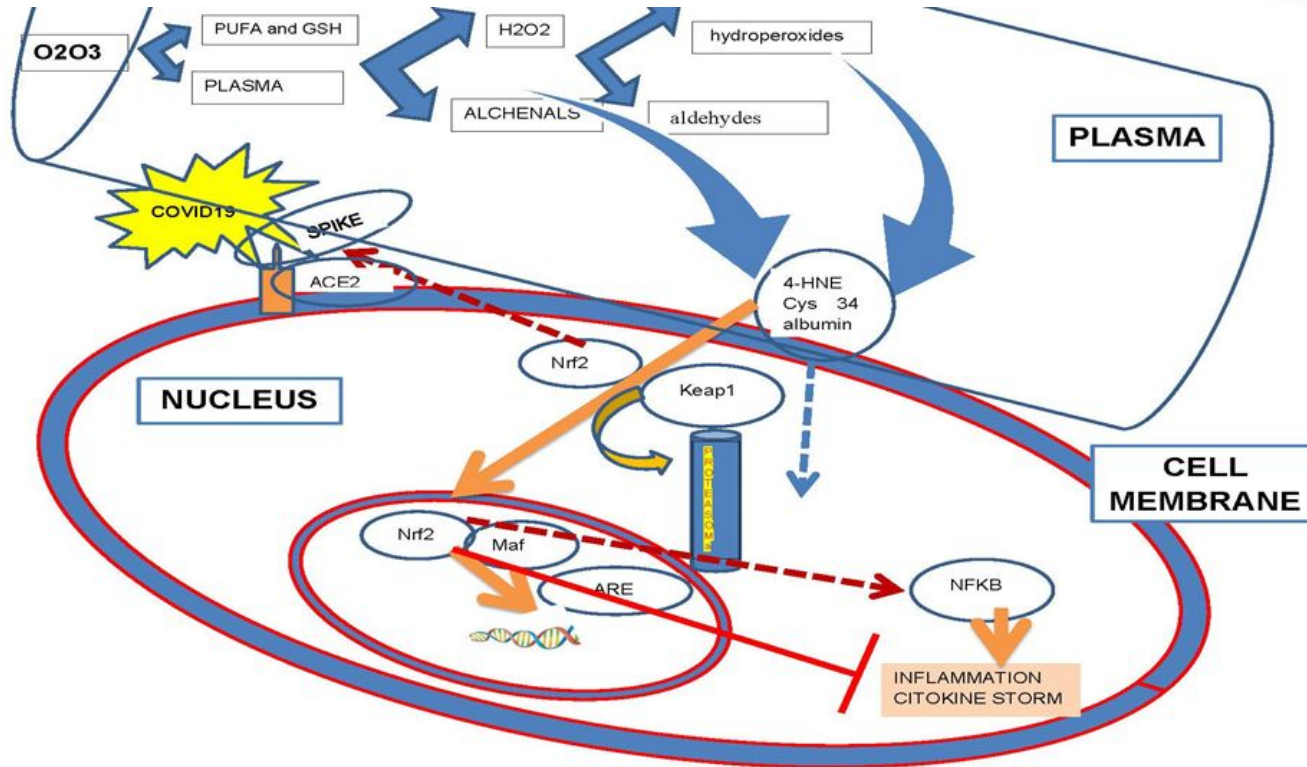 O2O3
PUFA and GSH
PLASMA
H2O2
ALCHENALS
hydroperoxides
aldehydes
PLASMA
COVID19
SPIKE
ACE2
4-HNE
Cys 34
albumin
Nrf2
Keap1
NUCLEUS
PROTEASOMA
CELL
MEMBRANE
Nrf2
Maf
ARE
NFKB
INFLAMMATION
CITOKINE STORM